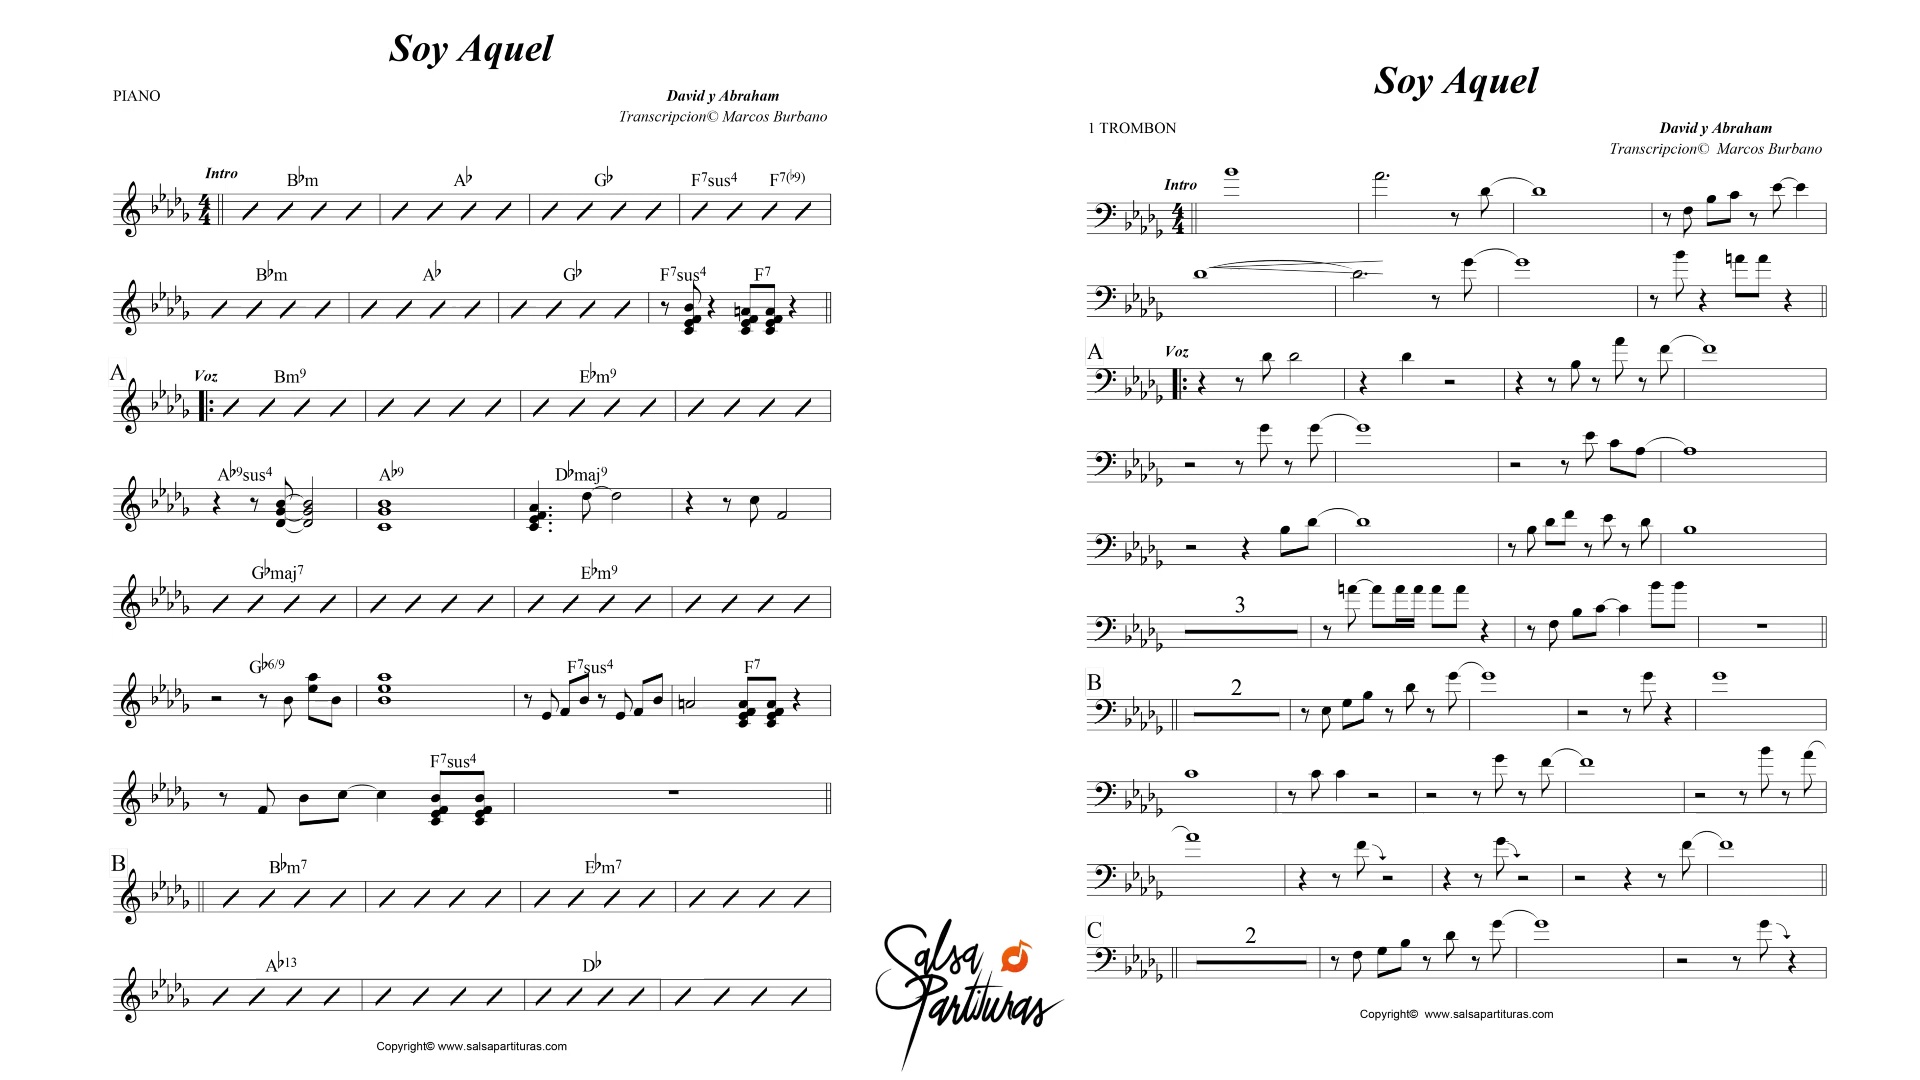 Soy Aquel
PIANO
David y Abraham
Transcripcion© Marcos Burbano
Intro
B♭m A♭ G♭ F7sus4 F7(♭9)
B♭m A♭ G♭ F7sus4 F7
A
Voz
Bm9 E♭m9
A♭9sus4 A♭9 D♭maj9
G♭maj7 E♭m9
G♭6/9 F7sus4 F7
F7sus4
B
B♭m7 E♭m7
A♭13 D♭
Copyright© www.salsapartituras.com
Salsa
Partituras
Soy Aquel
1 TROMBON
David y Abraham
Transcripcion© Marcos Burbano
Intro
A
Voz
3
B
2
C
2
Copyright© www.salsapartituras.com